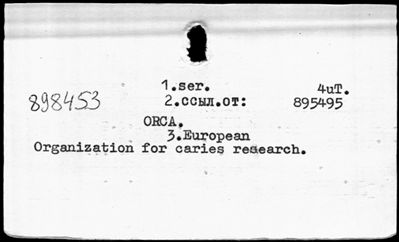 1.ser. 4uT.
898453 2.ссыл.от: 895495
ORCA.
3.European
Organization for caries research.